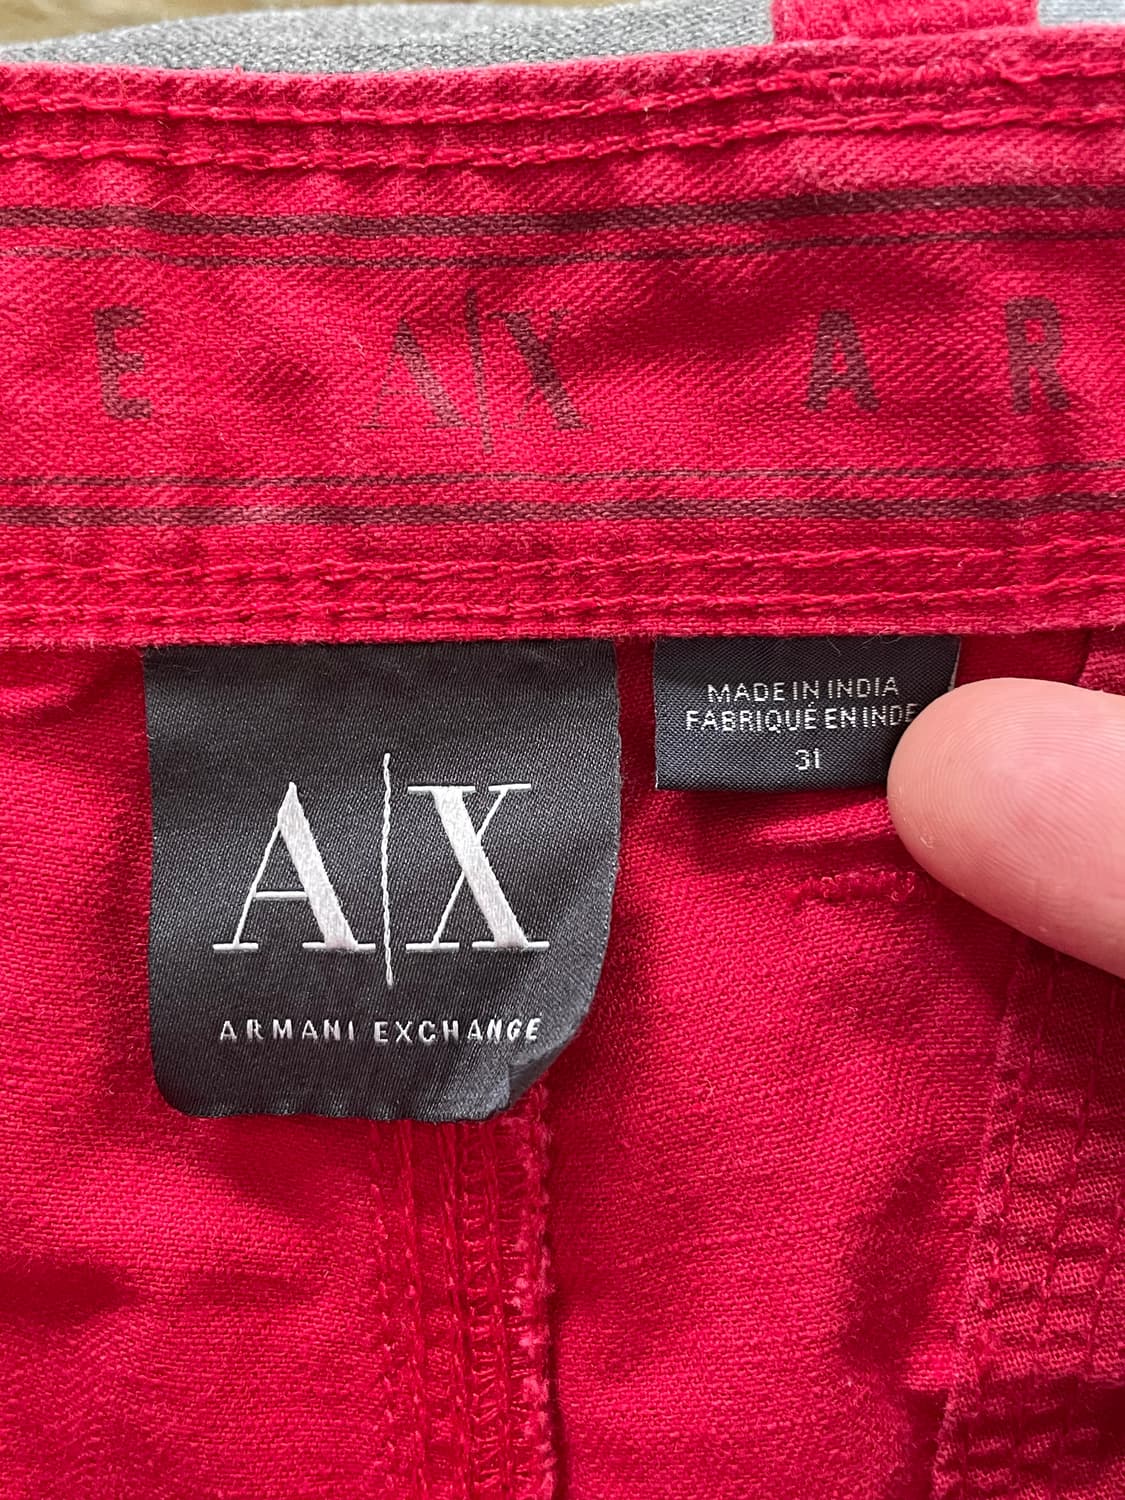 E A|X A R
MADE IN INDIA
FABRIQUÉ EN INDE
31
A|X
ARMANI EXCHANGE